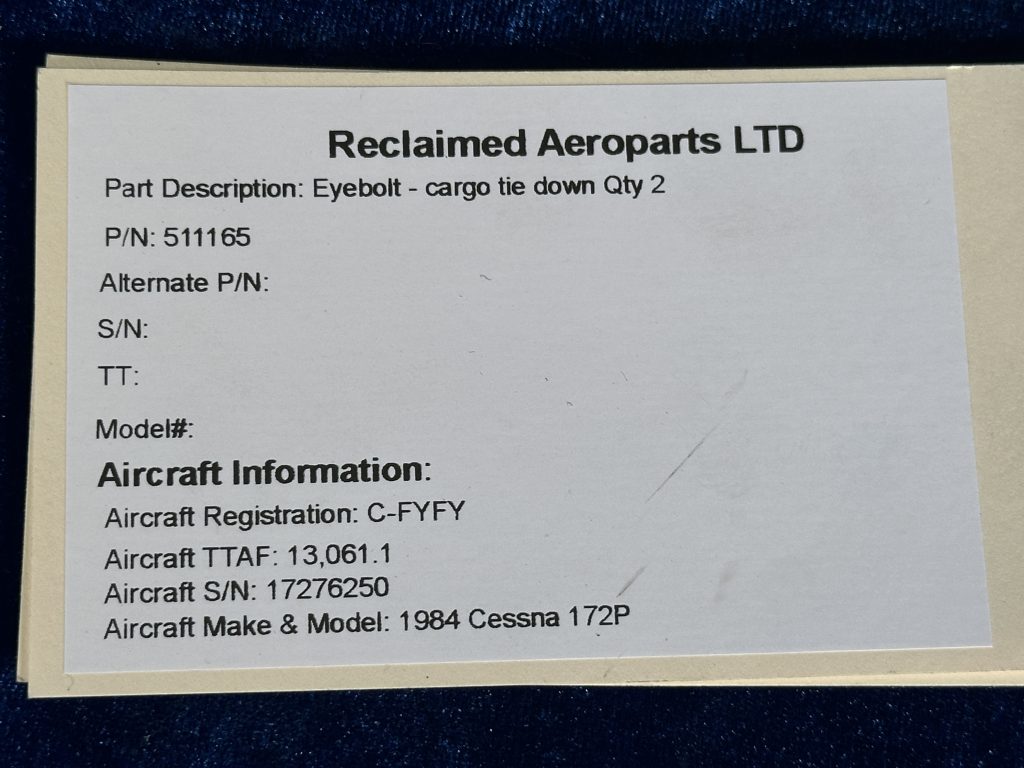 Reclaimed Aeroparts LTD
Part Description: Eyebolt - cargo tie down Qty 2
P/N: 511165
Alternate P/N:
S/N:
TT:
Model#:
Aircraft Information:
Aircraft Registration: C-FYFY
Aircraft TTAF: 13,061.1
Aircraft S/N: 17276250
Aircraft Make & Model: 1984 Cessna 172P